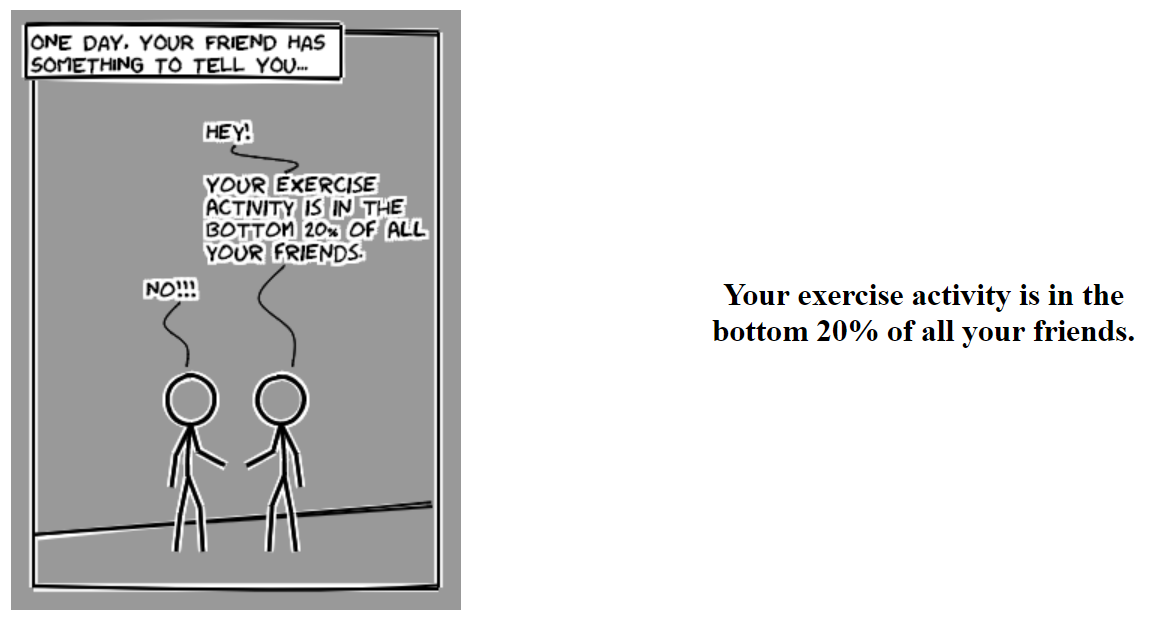 ONE DAY, YOUR FRIEND HAS
SOMETHING TO TELL YOU...
HEY!
YOUR EXERCISE
ACTIVITY IS IN THE
BOTTOM 20% OF ALL
YOUR FRIENDS.
NO!!!
Your exercise activity is in the
bottom 20% of all your friends.